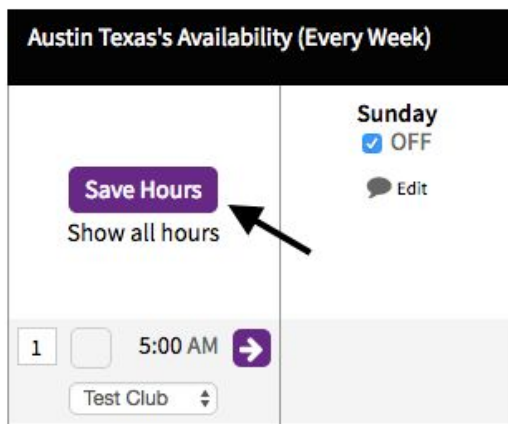 Austin Texas's Availability (Every Week)
Sunday
OFF
Edit
Save Hours
Show all hours
1 5:00 AM
Test Club